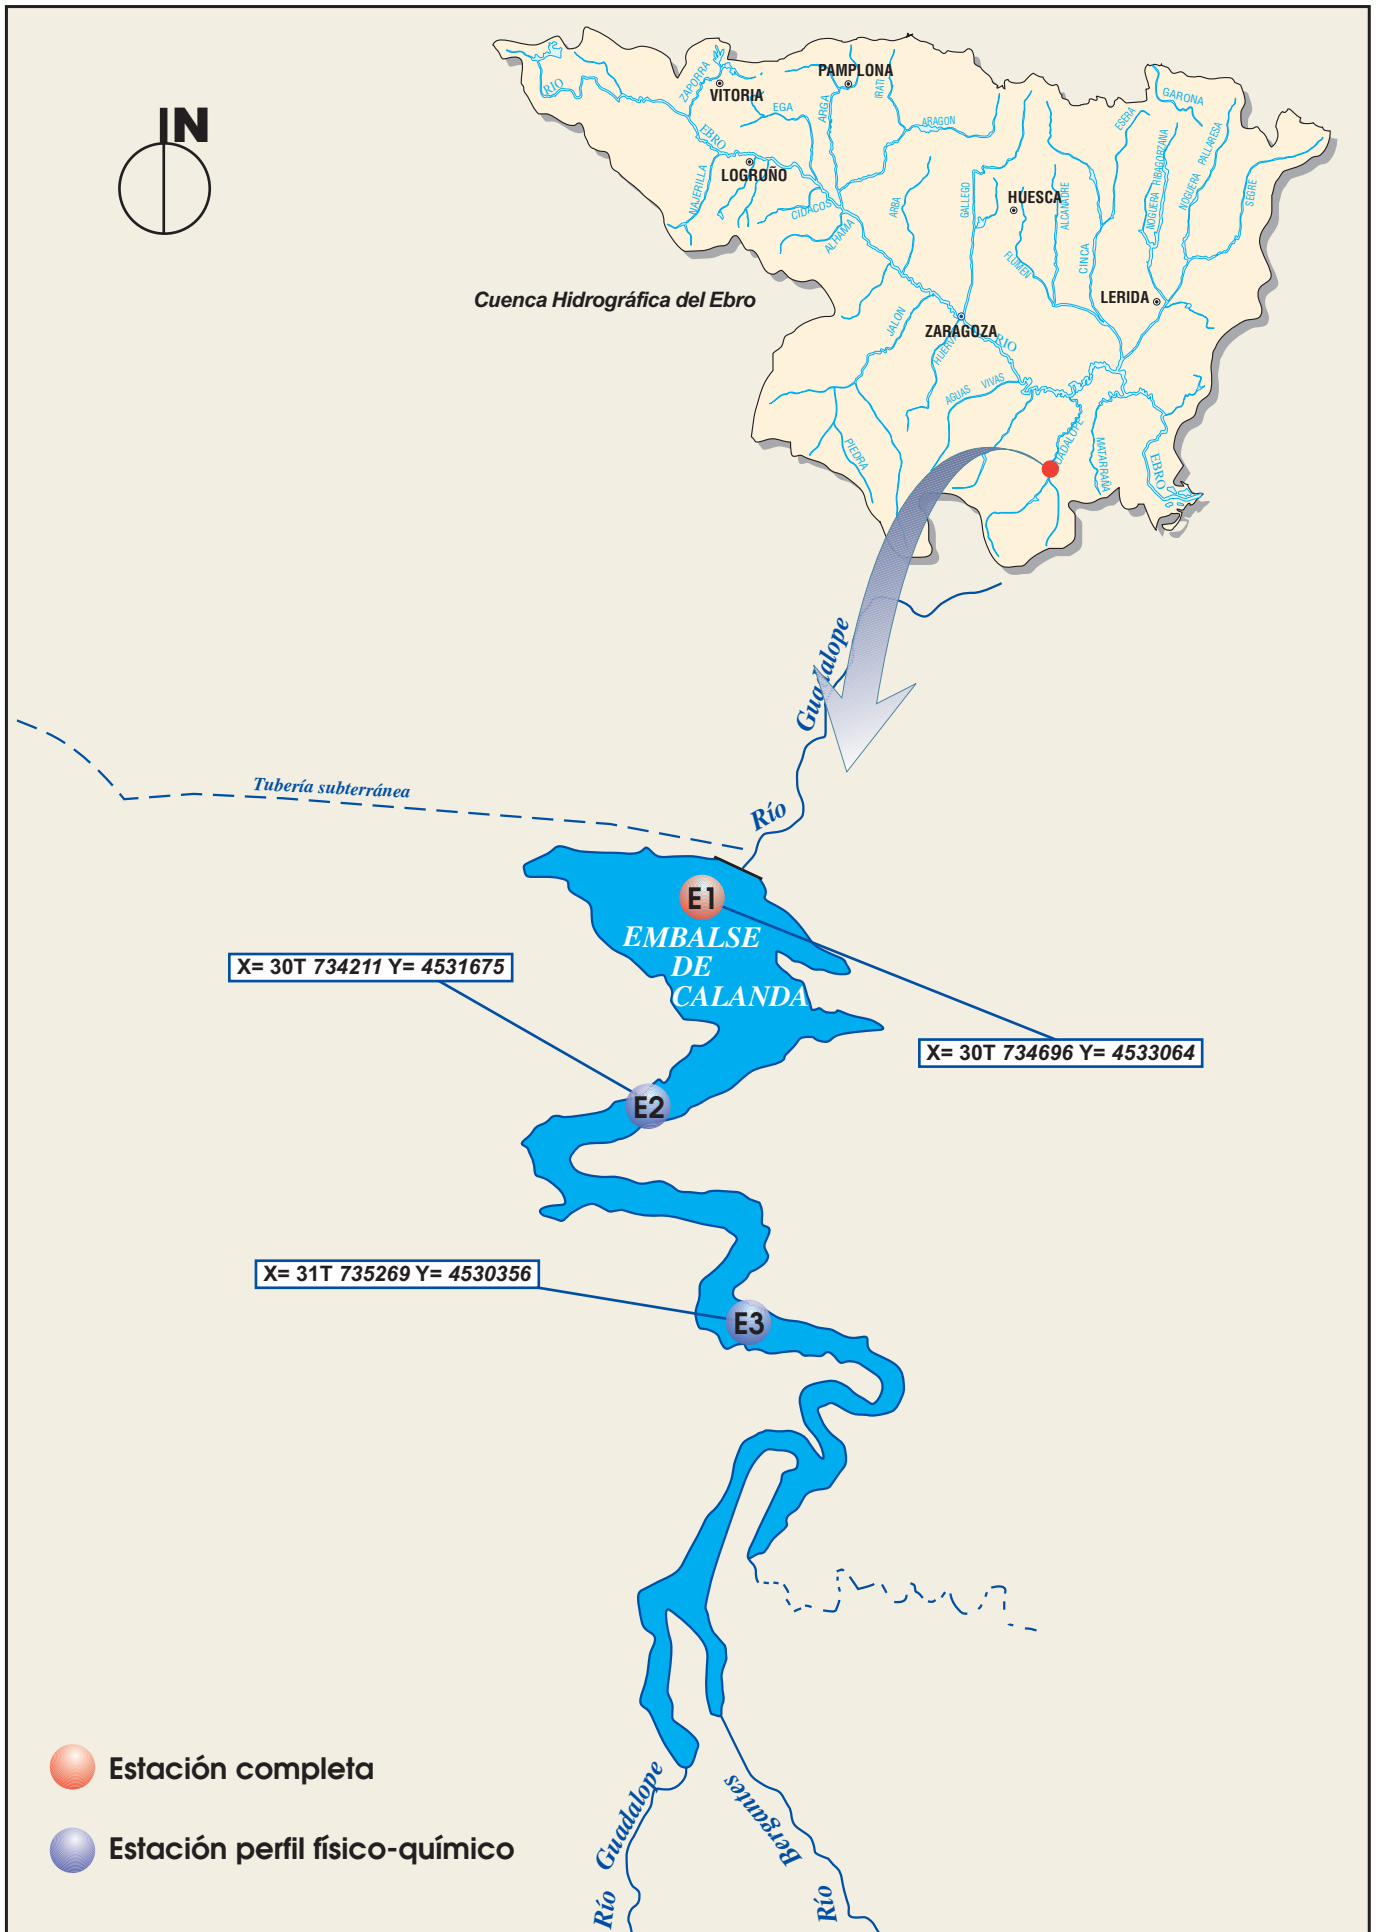 N
RIO
ZAPORRA
VITORIA
PAMPLONA
EGA
ARGA
IRATI
ARAGON
GARONA
ESERA
NOGUERA RIBAGORZANA
NOGUERA PALLARESA
SEGRE
EBRO
LOGROÑO
NAJERILLA
CIDACOS
ALHAMA
ARBA
GALLEGO
HUESCA
ALCANADRE
FLUMEN
CINCA
LERIDA
Cuenca Hidrográfica del Ebro
JALON
ZARAGOZA
HUERVA
RIO
AGUAS VIVAS
PIEDRA
GUADALOPE
MATARRAÑA
EBRO
Río Guadalope
Tubería subterránea
E1
EMBALSE
DE
CALANDA
X= 30T 734211 Y= 4531675
X= 30T 734696 Y= 4533064
E2
X= 31T 735269 Y= 4530356
E3
Estación completa
Estación perfil físico-químico
Río Guadalope
Río Bergantes